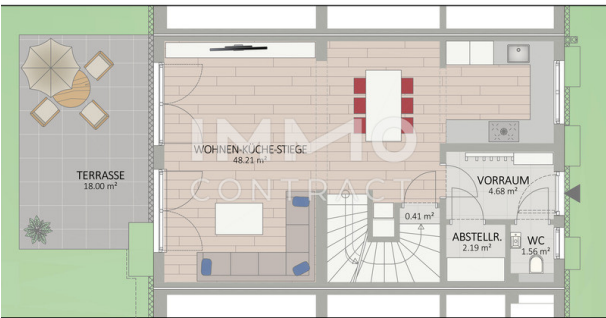 TERRASSE
18.00 m²
WOHNEN-KÜCHE-STIEGE
48.21 m²
IMMO
CONTRACT
0.41 m²
VORRAUM
4.68 m²
ABSTELLR.
2.19 m²
WC
1.56 m²